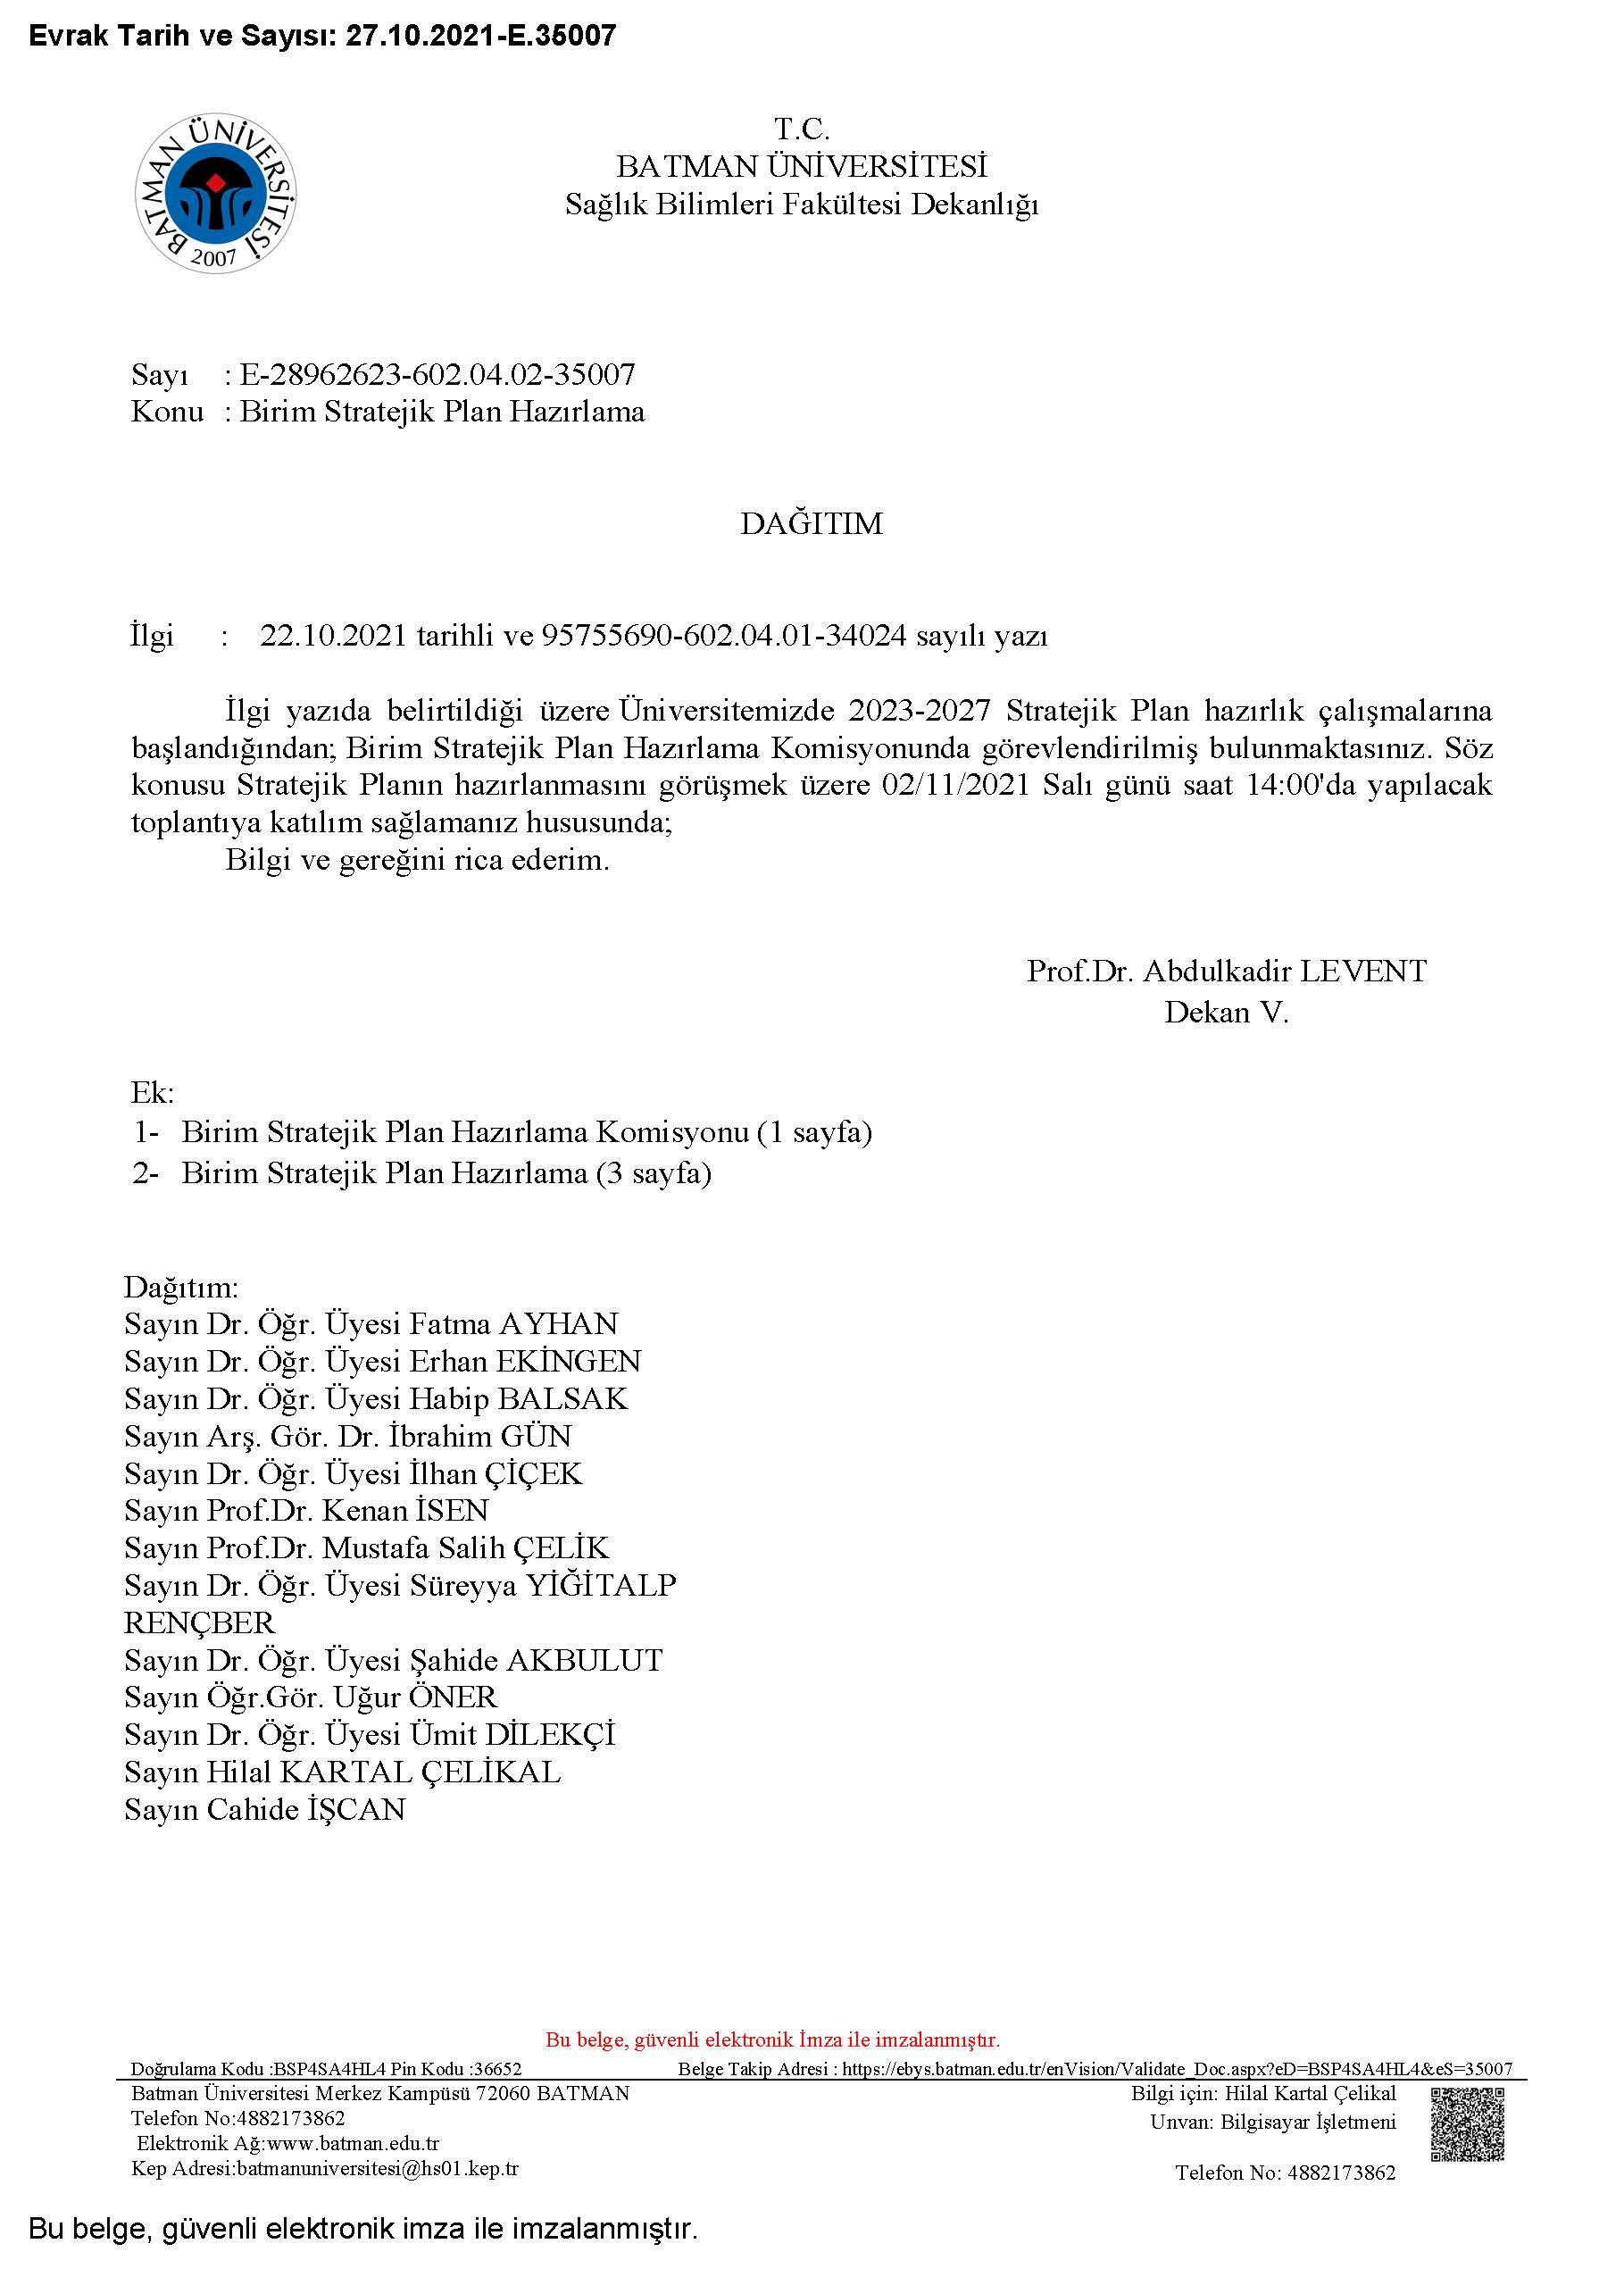 Evrak Tarih ve Sayısı: 27.10.2021-E.35007
BATMAN ÜNİVERSİTESİ
2007
T.C.
BATMAN ÜNİVERSİTESİ
Sağlık Bilimleri Fakültesi Dekanlığı
Sayı : E-28962623-602.04.02-35007
Konu : Birim Stratejik Plan Hazırlama
DAĞITIM
İlgi : 22.10.2021 tarihli ve 95755690-602.04.01-34024 sayılı yazı
İlgi yazıda belirtildiği üzere Üniversitemizde 2023-2027 Stratejik Plan hazırlık çalışmalarına
başlandığından; Birim Stratejik Plan Hazırlama Komisyonunda görevlendirilmiş bulunmaktasınız. Söz
konusu Stratejik Planın hazırlanmasını görüşmek üzere 02/11/2021 Salı günü saat 14:00'da yapılacak
toplantıya katılım sağlamanız hususunda;
Bilgi ve gereğini rica ederim.
Prof.Dr. Abdulkadir LEVENT
Dekan V.
Ek:
1- Birim Stratejik Plan Hazırlama Komisyonu (1 sayfa)
2- Birim Stratejik Plan Hazırlama (3 sayfa)
Dağıtım:
Sayın Dr. Öğr. Üyesi Fatma AYHAN
Sayın Dr. Öğr. Üyesi Erhan EKİNGEN
Sayın Dr. Öğr. Üyesi Habip BALSAK
Sayın Arş. Gör. Dr. İbrahim GÜN
Sayın Dr. Öğr. Üyesi İlhan ÇİÇEK
Sayın Prof.Dr. Kenan İSEN
Sayın Prof.Dr. Mustafa Salih ÇELİK
Sayın Dr. Öğr. Üyesi Süreyya YİĞİTALP
RENÇBER
Sayın Dr. Öğr. Üyesi Şahide AKBULUT
Sayın Öğr.Gör. Uğur ÖNER
Sayın Dr. Öğr. Üyesi Ümit DİLEKÇİ
Sayın Hilal KARTAL ÇELİKAL
Sayın Cahide İŞCAN
Bu belge, güvenli elektronik İmza ile imzalanmıştır.
Doğrulama Kodu :BSP4SA4HL4 Pin Kodu :36652 Belge Takip Adresi : https://ebys.batman.edu.tr/enVision/Validate_Doc.aspx?eD=BSP4SA4HL4&eS=35007
Batman Üniversitesi Merkez Kampüsü 72060 BATMAN
Telefon No:4882173862
Elektronik Ağ:www.batman.edu.tr
Kep Adresi:batmanuniversitesi@hs01.kep.tr
Bilgi için: Hilal Kartal Çelikal
Unvan: Bilgisayar İşletmeni
Telefon No: 4882173862
Bu belge, güvenli elektronik imza ile imzalanmıştır.